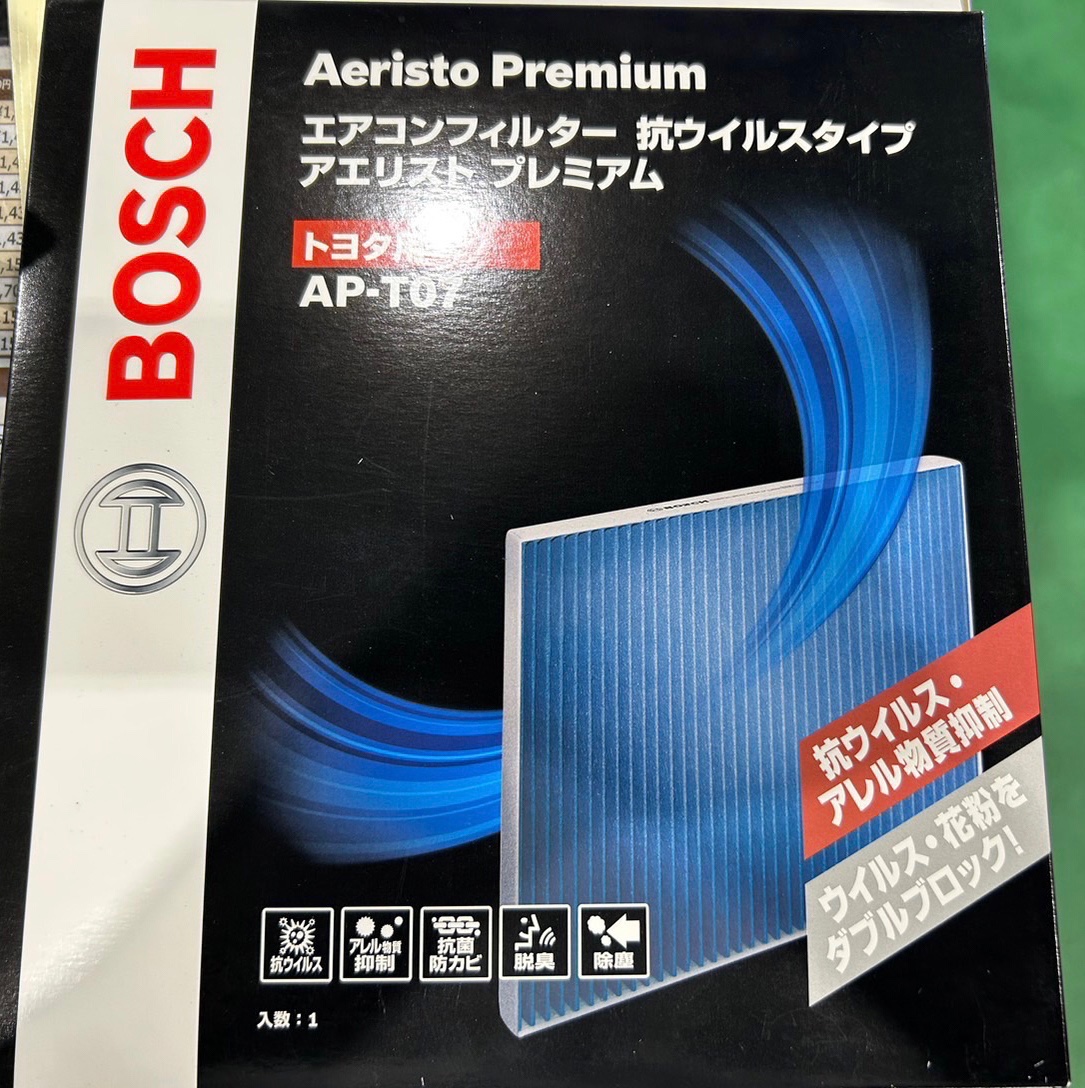 BOSCH
Aeristo Premium
エアコンフィルター 抗ウイルスタイプ
アエリスト プレミアム
トヨタ
AP-T07
BOSCH
抗ウイルス・
アレル物質抑制
ウイルス・花粉を
ダブルブロック!
抗ウイルス
アレル物質
抑制
抗菌
防カビ
脱臭
除塵
入数:1